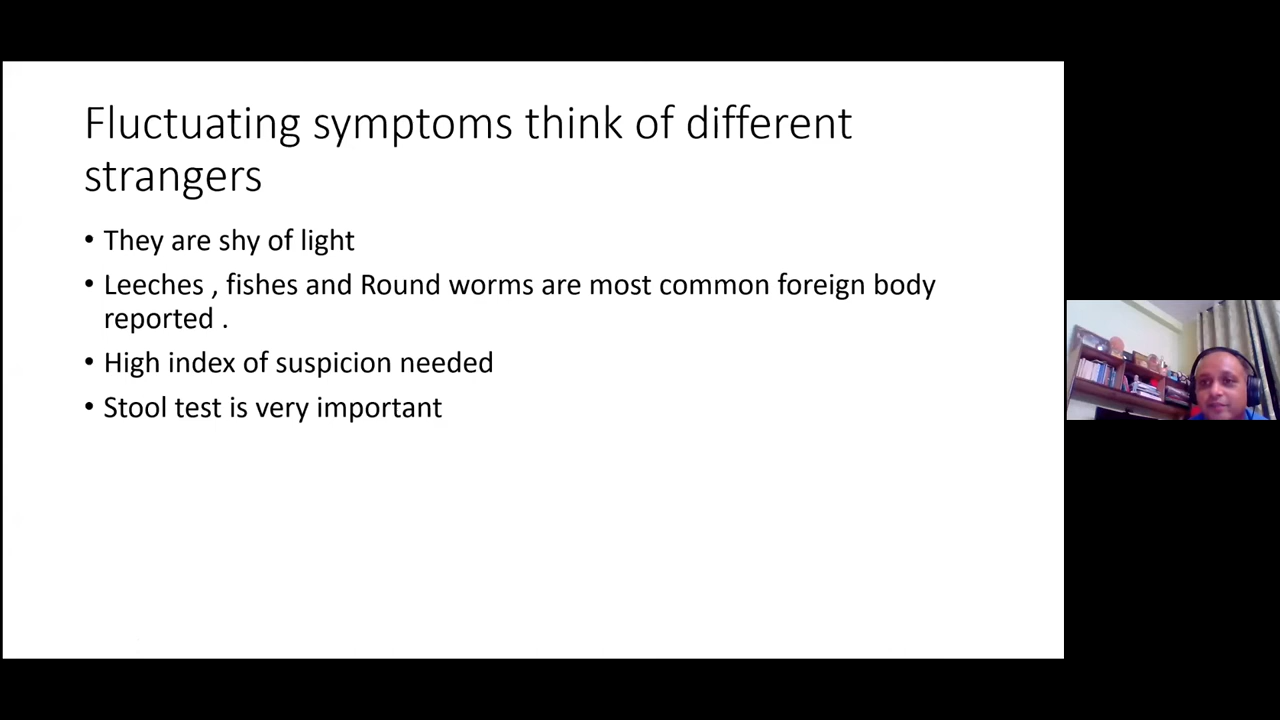 Fluctuating symptoms think of different
strangers
• They are shy of light
• Leeches , fishes and Round worms are most common foreign body
reported .
• High index of suspicion needed
• Stool test is very important